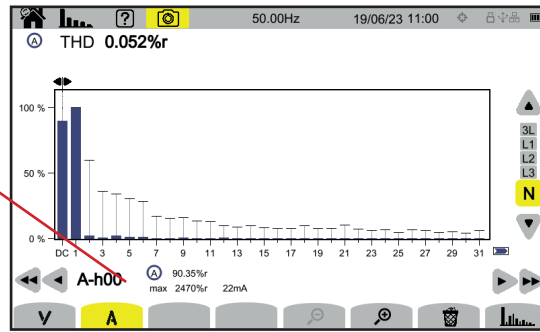 ? 50.00Hz 19/06/23 11:00
A THD 0.052%r
100 %
50 %
0 %
DC 1 3 5 7 9 11 13 15 17 19 21 23 25 27 29 31
3L
L1
L2
L3
N
A-h00 A 90.35%r
max 2470%r 22mA
V A